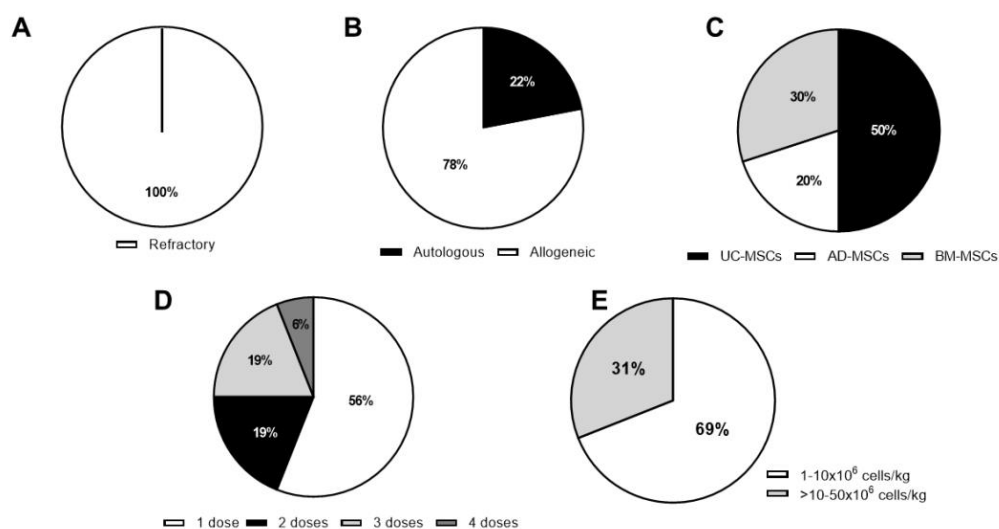 A
100%
Refractory
B
22%
78%
Autologous Allogeneic
C
30%
50%
20%
UC-MSCs AD-MSCs BM-MSCs
D
6%
19%
56%
19%
1 dose 2 doses 3 doses 4 doses
E
31%
69%
1-10x10⁶ cells/kg
>10-50x10⁶ cells/kg